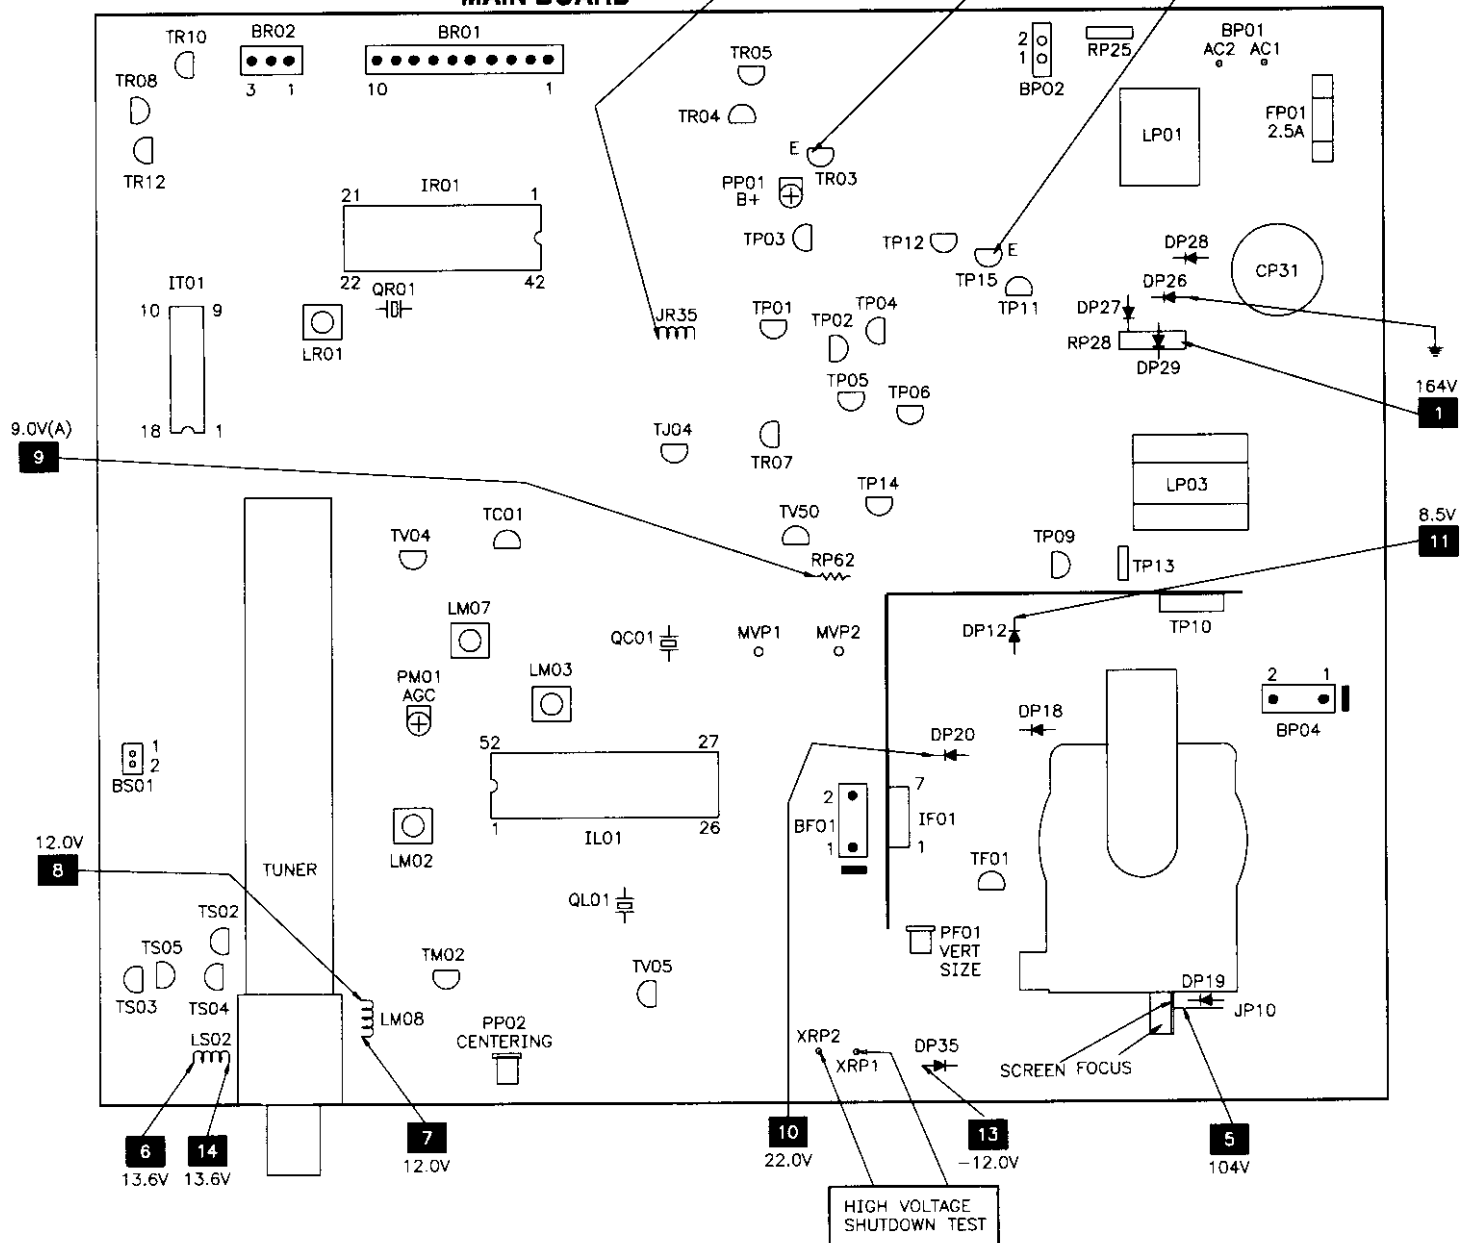 MAIN BOARD
TR10
BR02
BR01
3 1
10 1
TR08
TR12
TR05
TR04
E
TR03
PP01
B+
TP03
2
1
BP02
RP25
BP01
AC2 AC1
LP01
FP01
2.5A
21 IR01 1
22 42
QR01
IT01
10 9
18 1
LR01
JR35
TP12
E
TP15
TP11
DP28
DP26
CP31
DP27
RP28
DP29
164V
1
TP01
TP02
TP04
TP05
TP06
9.0V(A)
9
TJ04
TR07
TP14
LP03
8.5V
11
TV04
TC01
TV50
RP62
TP09
TP13
TP10
LM07
QC01
MVP1
MVP2
DP12
PM01
AGC
LM03
2 1
BP04
DP18
DP20
52 27
1 26
IL01
1
2
BS01
LM02
2
BF01
1
7
IF01
1
12.0V
8
TUNER
TF01
QL01
TS02
TS05
TS03
TS04
TM02
TV05
PF01
VERT
SIZE
LS02
LM08
PP02
CENTERING
XRP2
XRP1
DP35
DP19
JP10
SCREEN FOCUS
6
13.6V
14
13.6V
7
12.0V
10
22.0V
13
-12.0V
5
104V
HIGH VOLTAGE
SHUTDOWN TEST